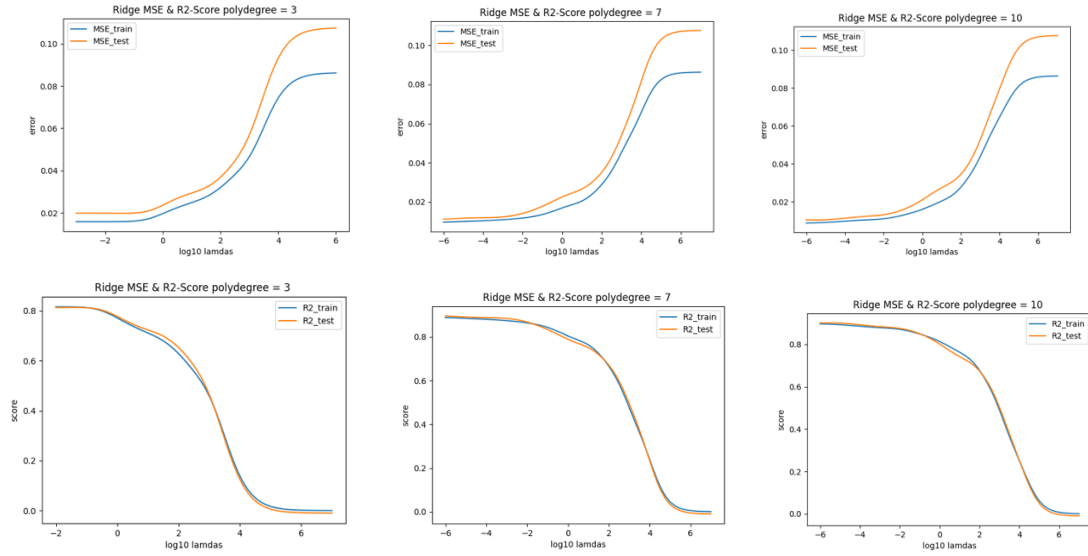 Ridge MSE & R2-Score polydegree = 3
MSE_train
MSE_test
0.10
0.08
0.06
0.04
0.02
error
−2 0 2 4 6
log10 lamdas
Ridge MSE & R2-Score polydegree = 7
MSE_train
MSE_test
0.10
0.08
0.06
0.04
0.02
error
−6 −4 −2 0 2 4 6
log10 lamdas
Ridge MSE & R2-Score polydegree = 10
MSE_train
MSE_test
0.10
0.08
0.06
0.04
0.02
error
−6 −4 −2 0 2 4 6
log10 lamdas
Ridge MSE & R2-Score polydegree = 3
R2_train
R2_test
0.8
0.6
0.4
0.2
0.0
score
−2 0 2 4 6
log10 lamdas
Ridge MSE & R2-Score polydegree = 7
R2_train
R2_test
0.8
0.6
0.4
0.2
0.0
score
−6 −4 −2 0 2 4 6
log10 lamdas
Ridge MSE & R2-Score polydegree = 10
R2_train
R2_test
0.8
0.6
0.4
0.2
0.0
score
−6 −4 −2 0 2 4 6
log10 lamdas